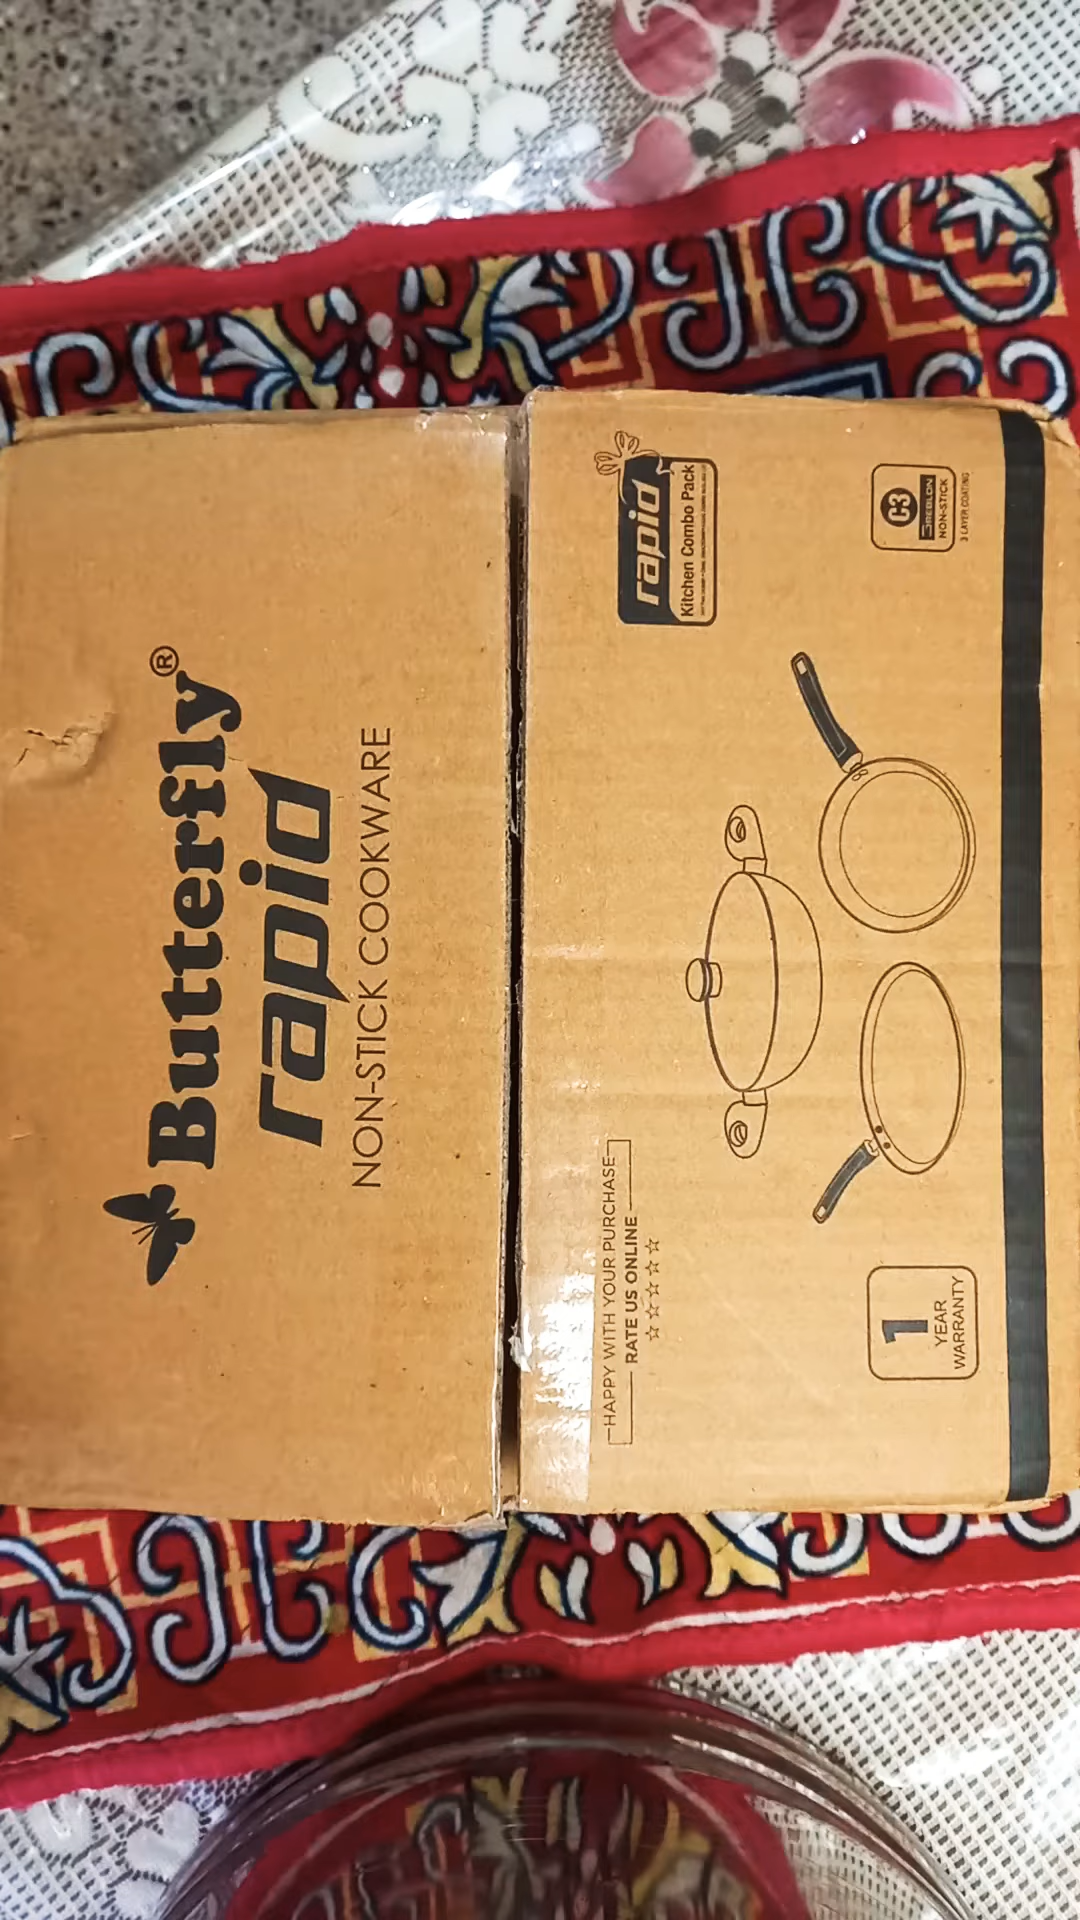 Butterfly®
rapid
NON-STICK COOKWARE
rapid
Kitchen Combo Pack
C3
3 LAYER COATING
NON-STICK
HAPPY WITH YOUR PURCHASE
RATE US ONLINE
1
YEAR
WARRANTY